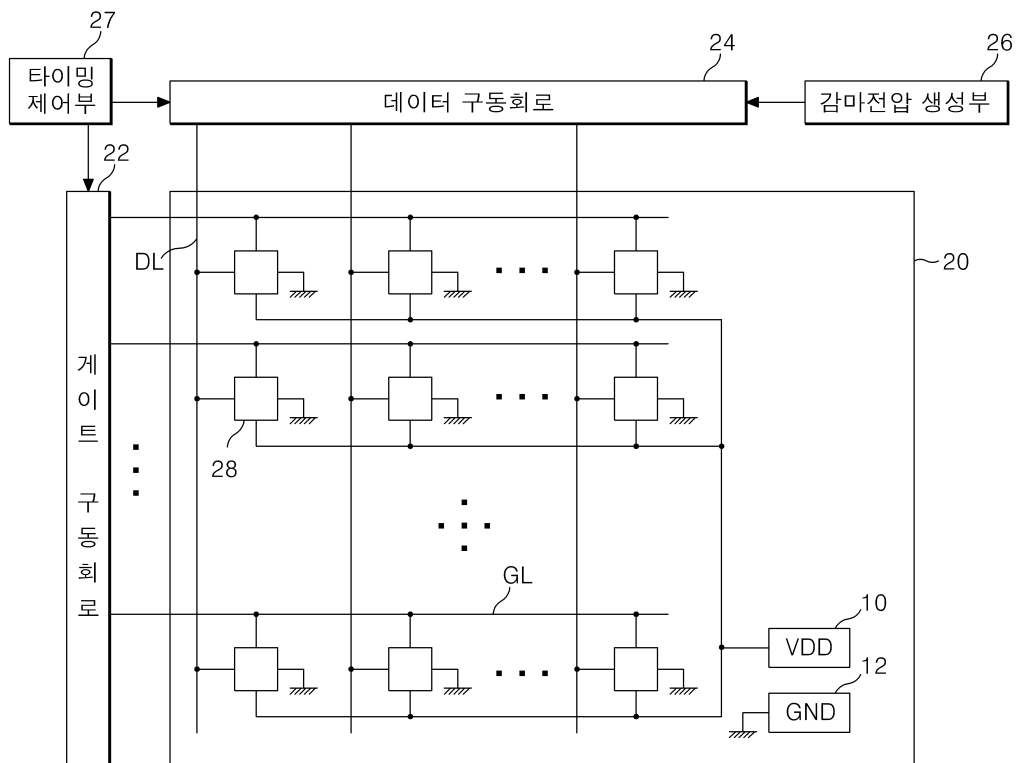 27
24
26
타이밍
제어부
데이터 구동회로
감마전압 생성부
22
DL
20
게이트 구동회로
28
GL
10
VDD
12
GND